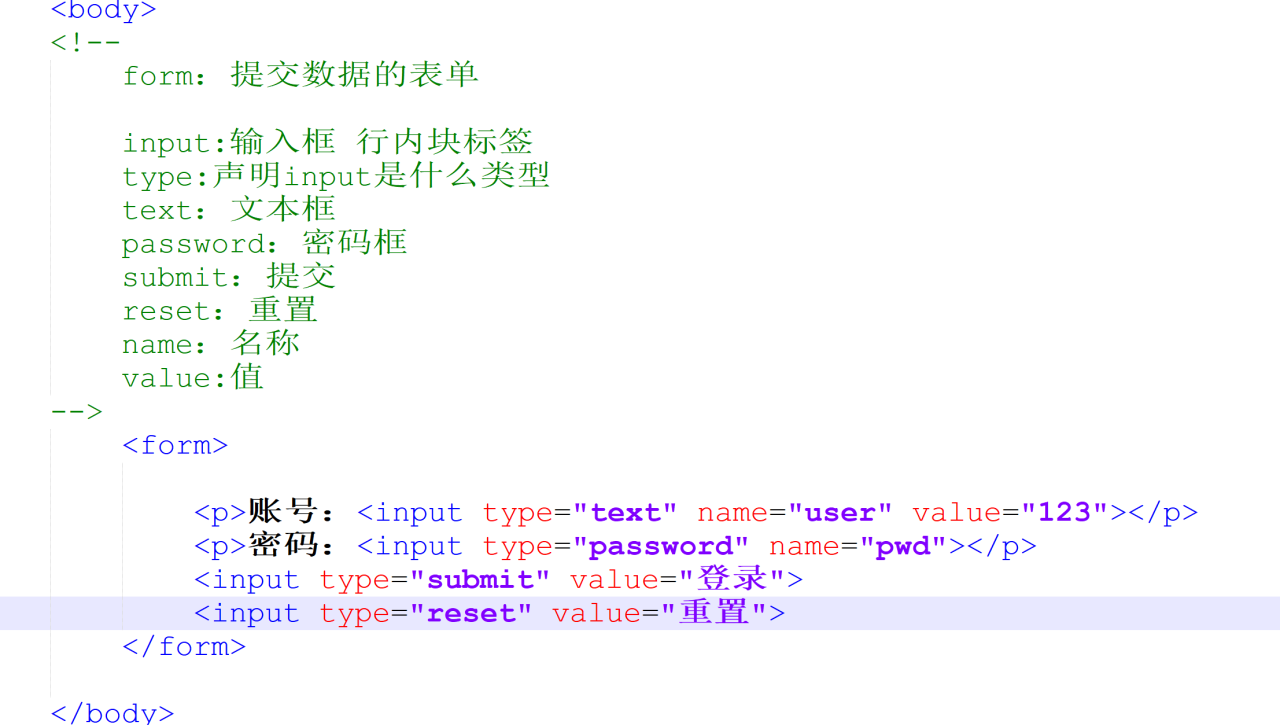 <body>
<!--
form：提交数据的表单
input:输入框 行内块标签
type:声明input是什么类型
text：文本框
password：密码框
submit：提交
reset：重置
name：名称
value:值
-->
<form>
<p>账号：<input type="text" name="user" value="123"></p>
<p>密码：<input type="password" name="pwd"></p>
<input type="submit" value="登录">
<input type="reset" value="重置">
</form>
</body>